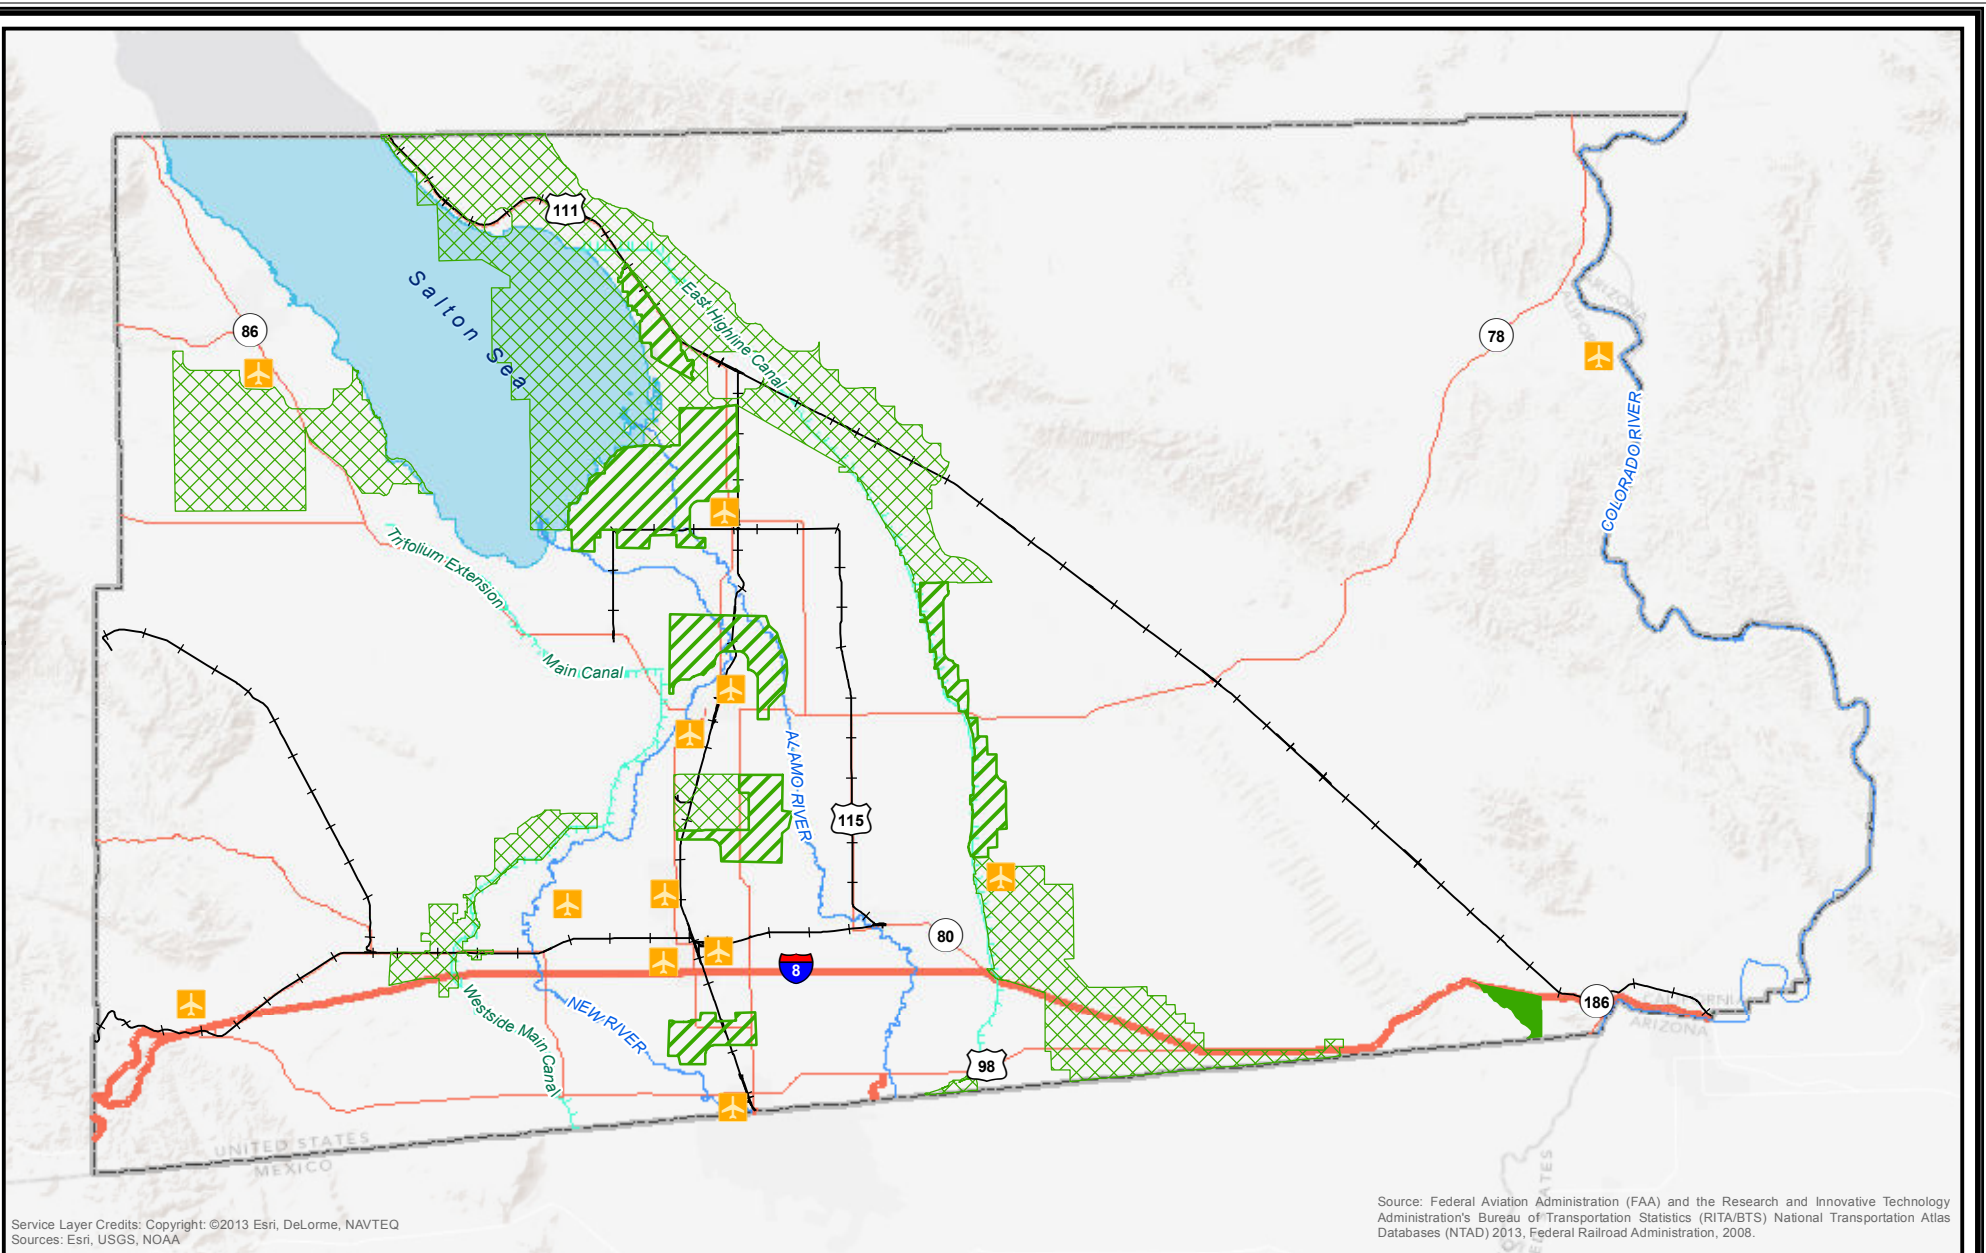 111
Salton Sea
East Highline Canal
86
78
ARIZONA
COLORADO RIVER
Trifolium Extension
Main Canal
ALAMO RIVER
115
80
8
NEW RIVER
Westside Main Canal
186
CALIFORNIA
ARIZONA
98
UNITED STATES
MEXICO
Service Layer Credits: Copyright: ©2013 Esri, DeLorme, NAVTEQ
Sources: Esri, USGS, NOAA
Source: Federal Aviation Administration (FAA) and the Research and Innovative Technology
Administration's Bureau of Transportation Statistics (RITA/BTS) National Transportation Atlas
Databases (NTAD) 2013, Federal Railroad Administration, 2008.